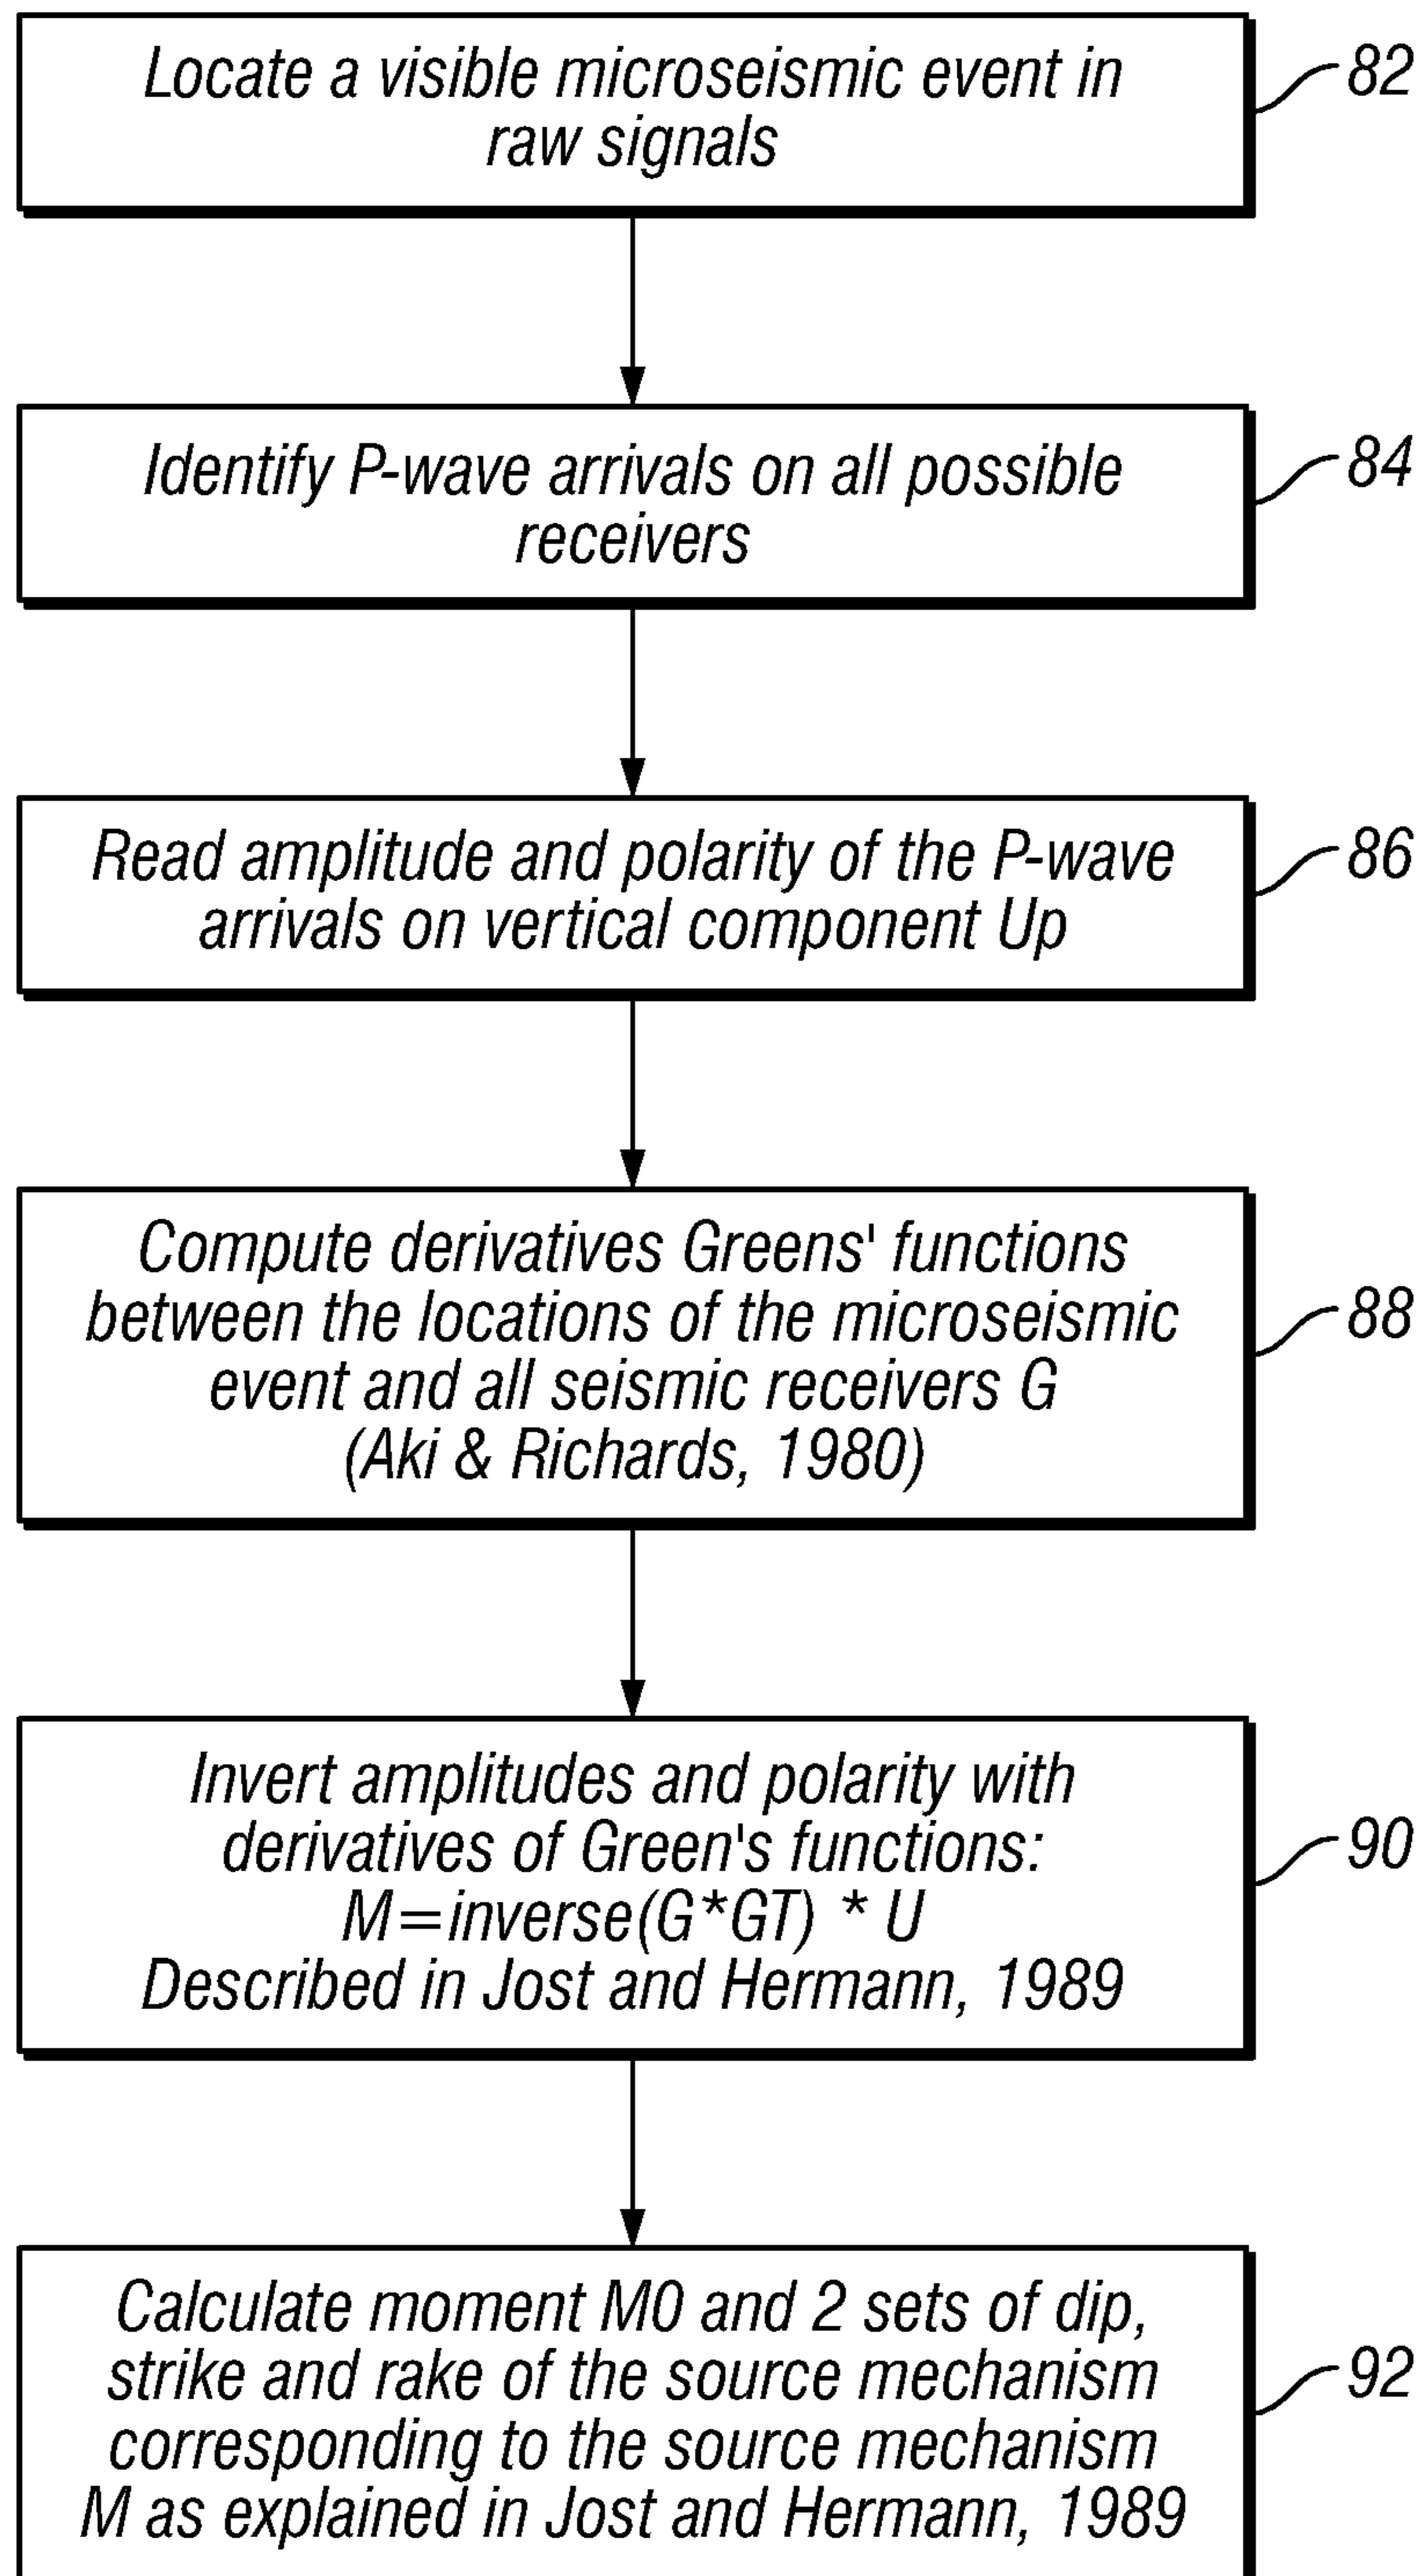 Locate a visible microseismic event in
raw signals
82
Identify P-wave arrivals on all possible
receivers
84
Read amplitude and polarity of the P-wave
arrivals on vertical component Up
86
Compute derivatives Greens' functions
between the locations of the microseismic
event and all seismic receivers G
(Aki & Richards, 1980)
88
Invert amplitudes and polarity with
derivatives of Green's functions:
M=inverse(G*GT) * U
Described in Jost and Hermann, 1989
90
Calculate moment M0 and 2 sets of dip,
strike and rake of the source mechanism
corresponding to the source mechanism
M as explained in Jost and Hermann, 1989
92